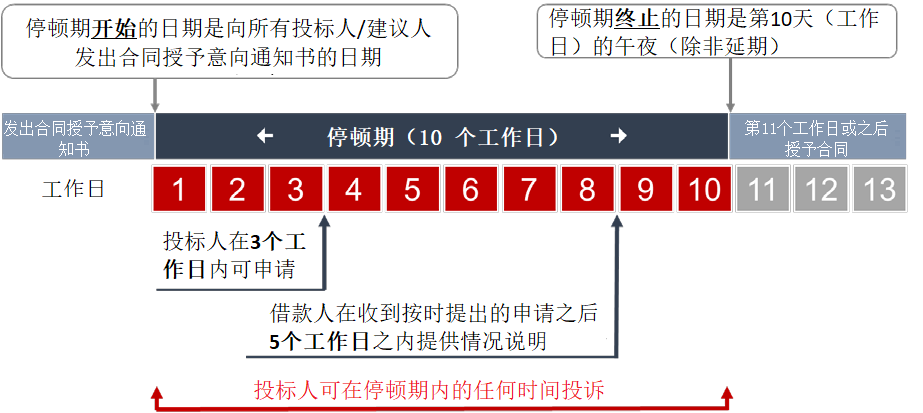 停顿期开始的日期是向所有投标人/建议人
发出合同授予意向通知书的日期
停顿期终止的日期是第10天（工作
日）的午夜（除非延期）
发出合同授予意向通
知书
停顿期（10 个工作日）
第11个工作日或之后
授予合同
工作日
1 2 3 4 5 6 7 8 9 10 11 12 13
投标人在3个工
作日内可申请
借款人在收到按时提出的申请之后
5个工作日之内提供情况说明
投标人可在停顿期内的任何时间投诉